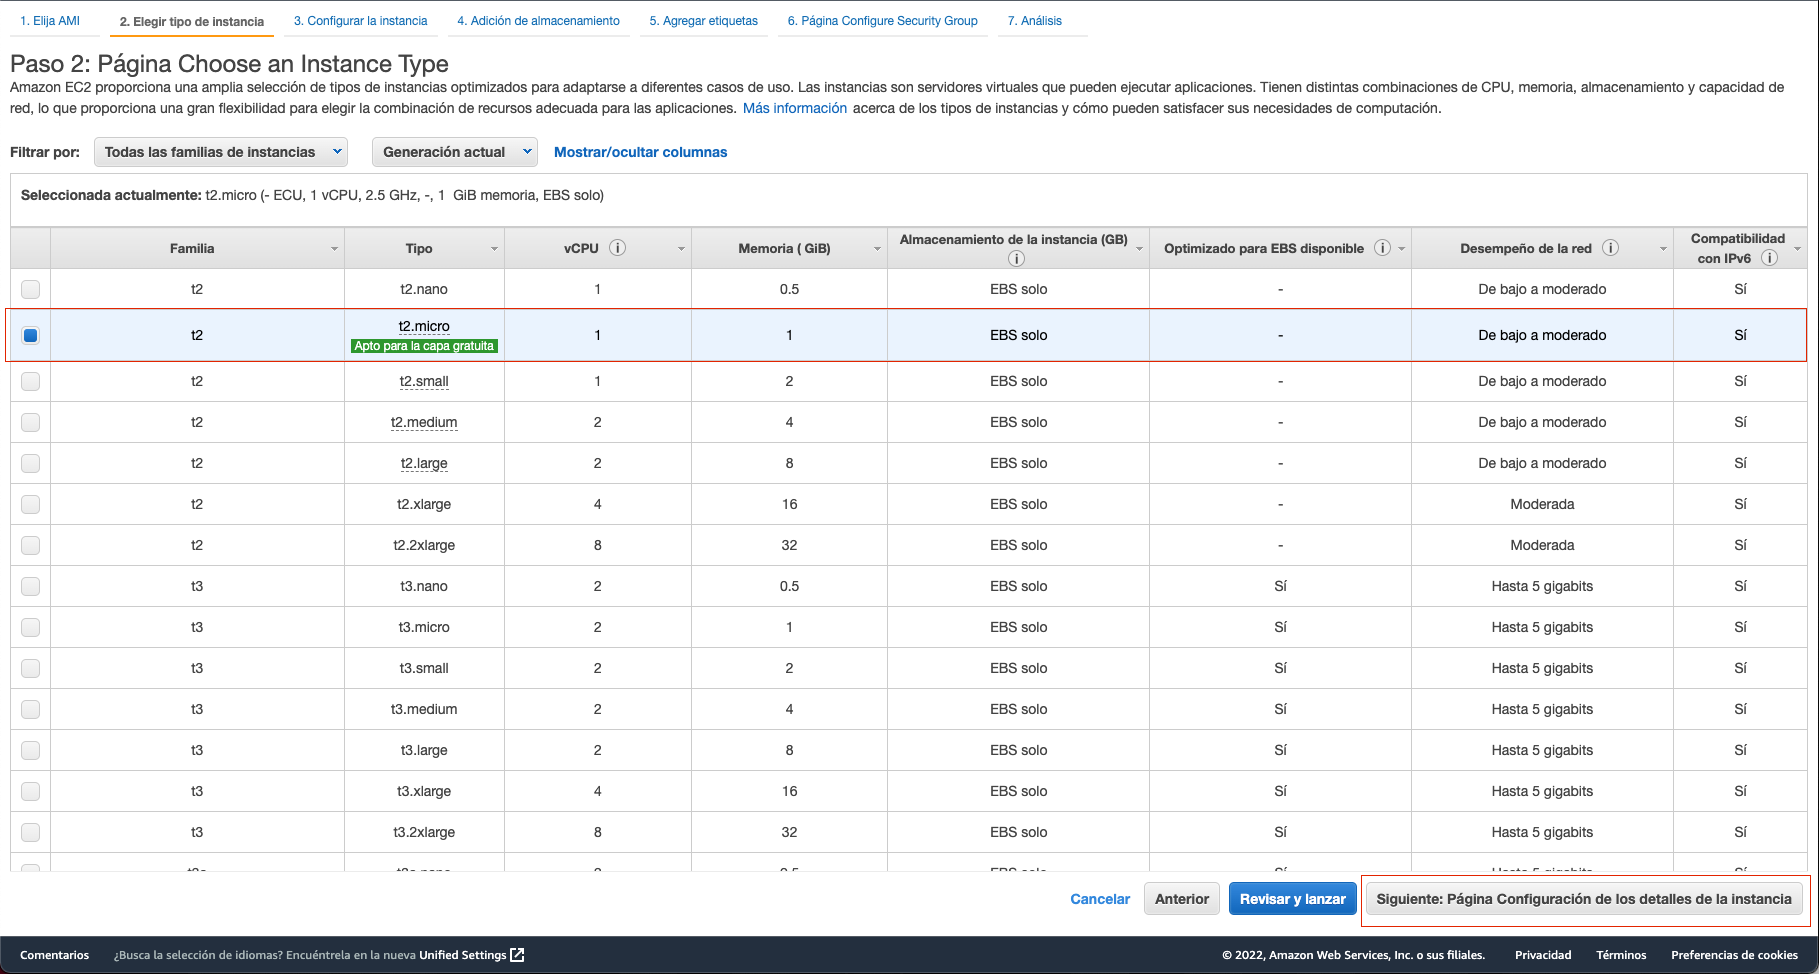 1. Elija AMI 2. Elegir tipo de instancia 3. Configurar la instancia 4. Adición de almacenamiento 5. Agregar etiquetas 6. Página Configure Security Group 7. Análisis
Paso 2: Página Choose an Instance Type
Amazon EC2 proporciona una amplia selección de tipos de instancias optimizados para adaptarse a diferentes casos de uso. Las instancias son servidores virtuales que pueden ejecutar aplicaciones. Tienen distintas combinaciones de CPU, memoria, almacenamiento y capacidad de
red, lo que proporciona una gran flexibilidad para elegir la combinación de recursos adecuada para las aplicaciones. Más información acerca de los tipos de instancias y cómo pueden satisfacer sus necesidades de computación.
Filtrar por: Todas las familias de instancias Generación actual Mostrar/ocultar columnas
Seleccionada actualmente: t2.micro (- ECU, 1 vCPU, 2.5 GHz, -, 1 GiB memoria, EBS solo)
Familia Tipo vCPU Memoria ( GiB) Almacenamiento de la instancia (GB) Optimizado para EBS disponible Desempeño de la red Compatibilidad con IPv6
t2 t2.nano 1 0.5 EBS solo - De bajo a moderado Sí
t2 t2.micro 1 1 EBS solo - De bajo a moderado Sí
Apto para la capa gratuita
t2 t2.small 1 2 EBS solo - De bajo a moderado Sí
t2 t2.medium 2 4 EBS solo - De bajo a moderado Sí
t2 t2.large 2 8 EBS solo - De bajo a moderado Sí
t2 t2.xlarge 4 16 EBS solo - Moderada Sí
t2 t2.2xlarge 8 32 EBS solo - Moderada Sí
t3 t3.nano 2 0.5 EBS solo Sí Hasta 5 gigabits Sí
t3 t3.micro 2 1 EBS solo Sí Hasta 5 gigabits Sí
t3 t3.small 2 2 EBS solo Sí Hasta 5 gigabits Sí
t3 t3.medium 2 4 EBS solo Sí Hasta 5 gigabits Sí
t3 t3.large 2 8 EBS solo Sí Hasta 5 gigabits Sí
t3 t3.xlarge 4 16 EBS solo Sí Hasta 5 gigabits Sí
t3 t3.2xlarge 8 32 EBS solo Sí Hasta 5 gigabits Sí
Cancelar Anterior Revisar y lanzar Siguiente: Página Configuración de los detalles de la instancia
Comentarios ¿Busca la selección de idiomas? Encuéntrela en la nueva Unified Settings © 2022, Amazon Web Services, Inc. o sus filiales. Privacidad Términos Preferencias de cookies